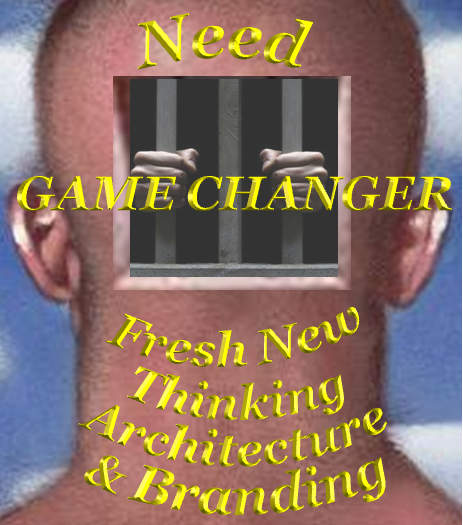 Need
GAME CHANGER
Fresh New
Thinking
Architecture
& Branding